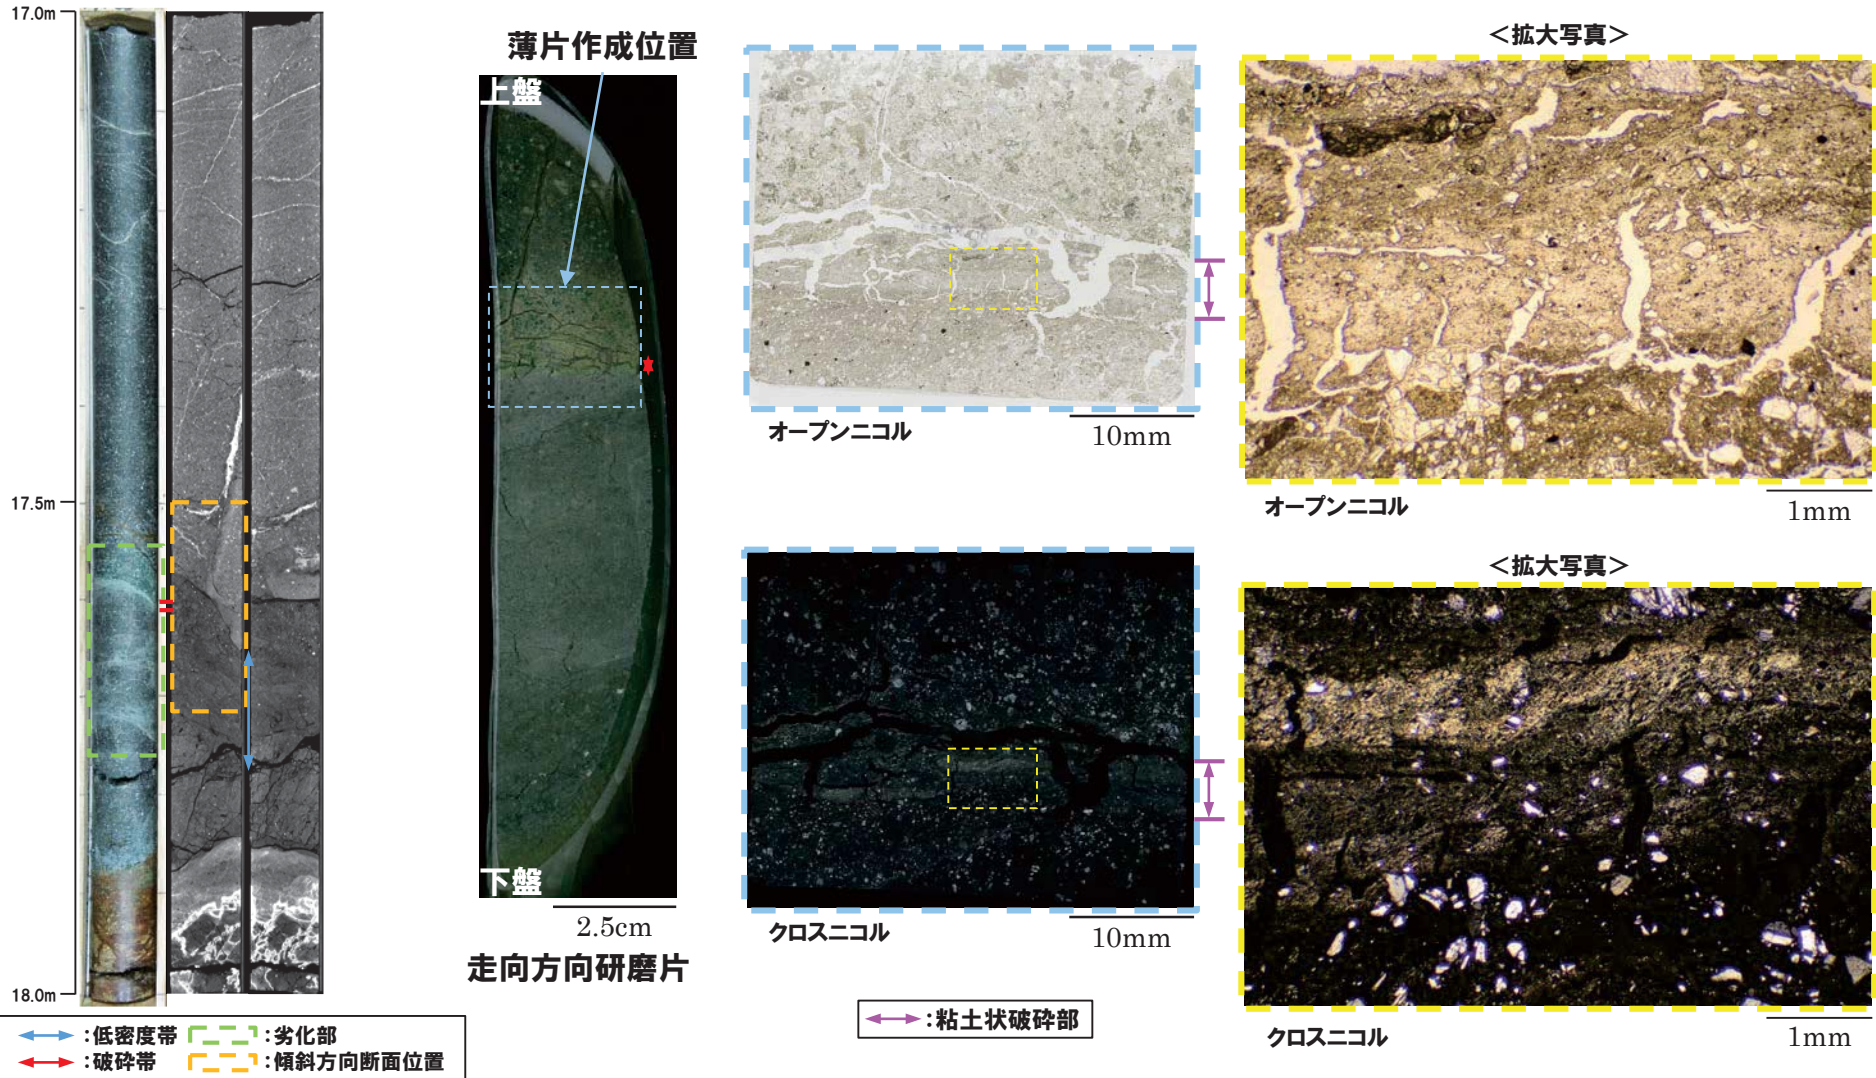 17.0m
17.5m
18.0m
:低密度帯
:劣化部
:破砕帯
:傾斜方向断面位置
薄片作成位置
上盤
下盤
2.5cm
走向方向研磨片
オープンニコル
10mm
クロスニコル
10mm
:粘土状破砕部
<拡大写真>
オープンニコル
1mm
<拡大写真>
クロスニコル
1mm